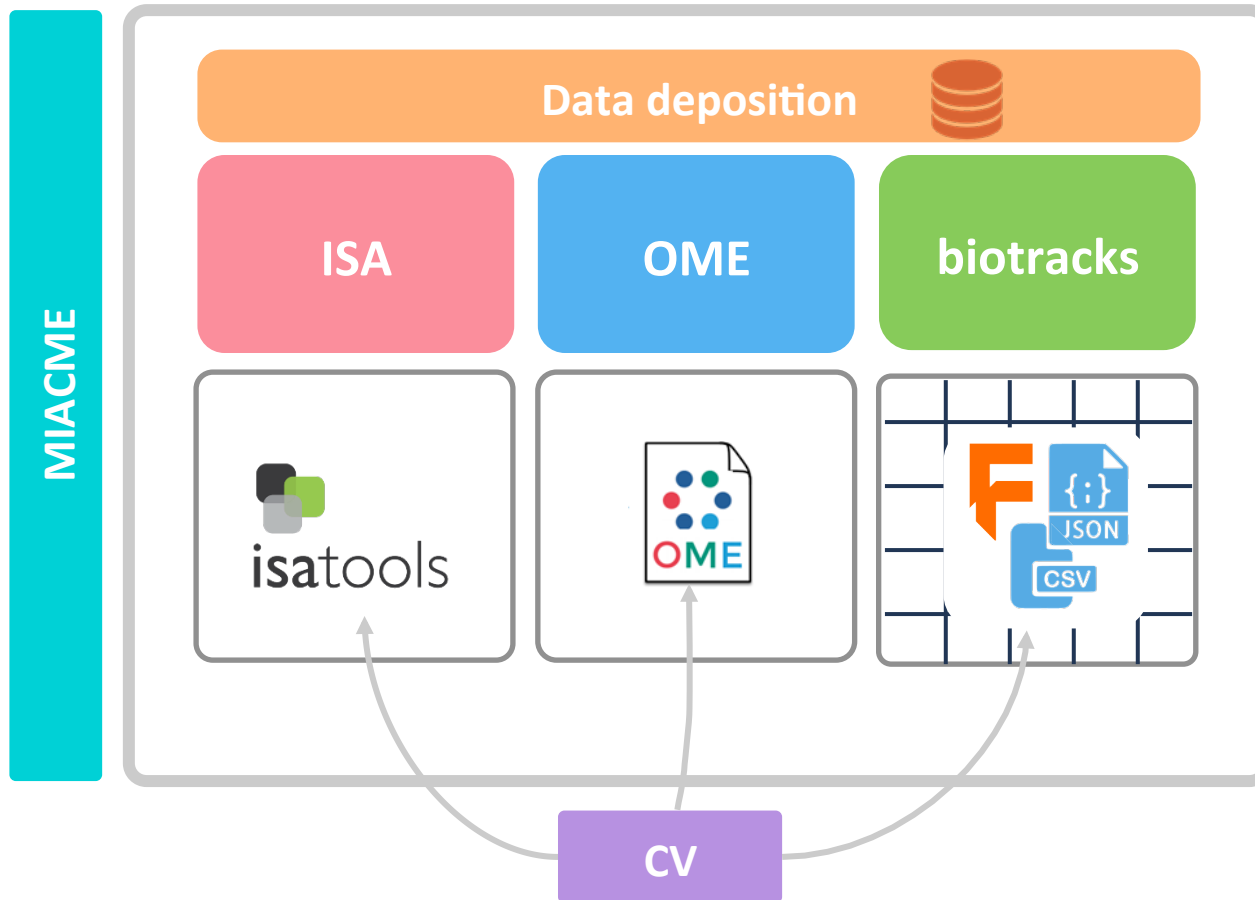 MIACME
Data deposition
ISA
OME
biotracks
isatools
OME
{;}
JSON
CSV
CV